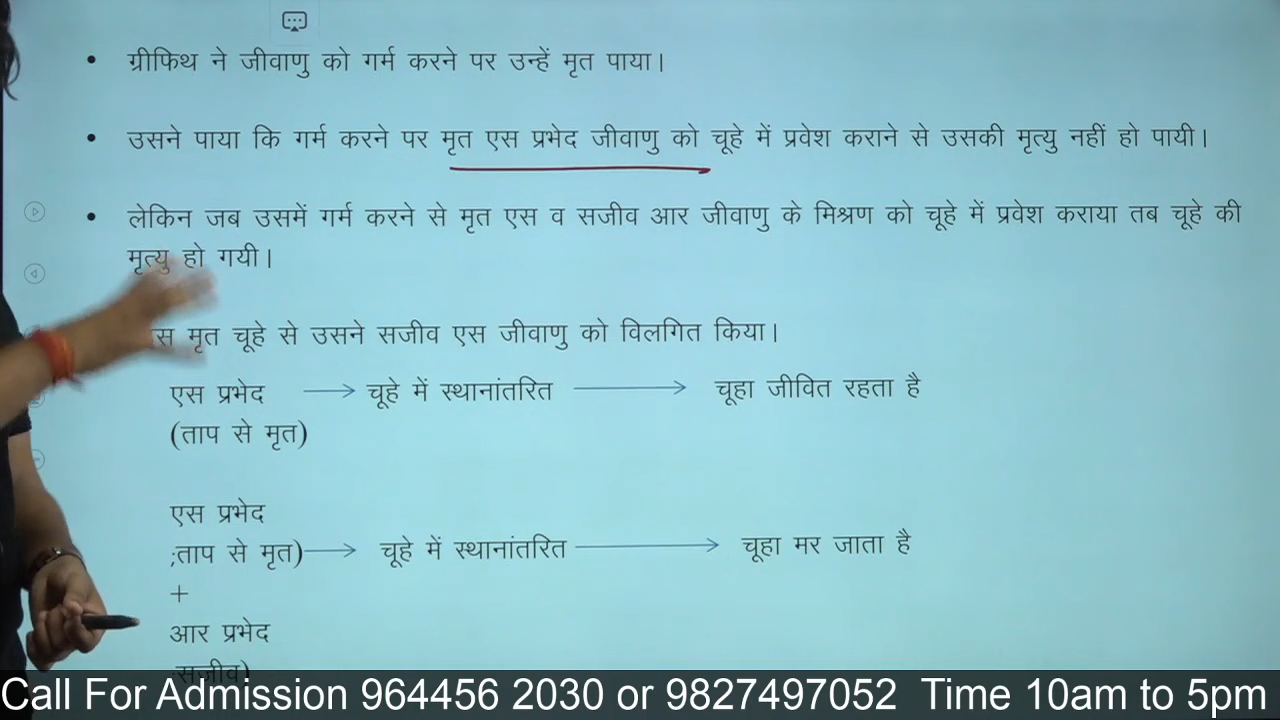 • ग्रीफिथ ने जीवाणु को गर्म करने पर उन्हें मृत पाया।
• उसने पाया कि गर्म करने पर मृत एस प्रभेद जीवाणु को चूहे में प्रवेश कराने से उसकी मृत्यु नहीं हो पायी।
• लेकिन जब उसमें गर्म करने से मृत एस व सजीव आर जीवाणु के मिश्रण को चूहे में प्रवेश कराया तब चूहे की
मृत्यु हो गयी।
मृत चूहे से उसने सजीव एस जीवाणु को विलगित किया।
एस प्रभेद → चूहे में स्थानांतरित → चूहा जीवित रहता है
(ताप से मृत)
एस प्रभेद
;ताप से मृत) → चूहे में स्थानांतरित → चूहा मर जाता है
+
आर प्रभेद
सजीव)
Call For Admission 964456 2030 or 9827497052 Time 10am to 5pm